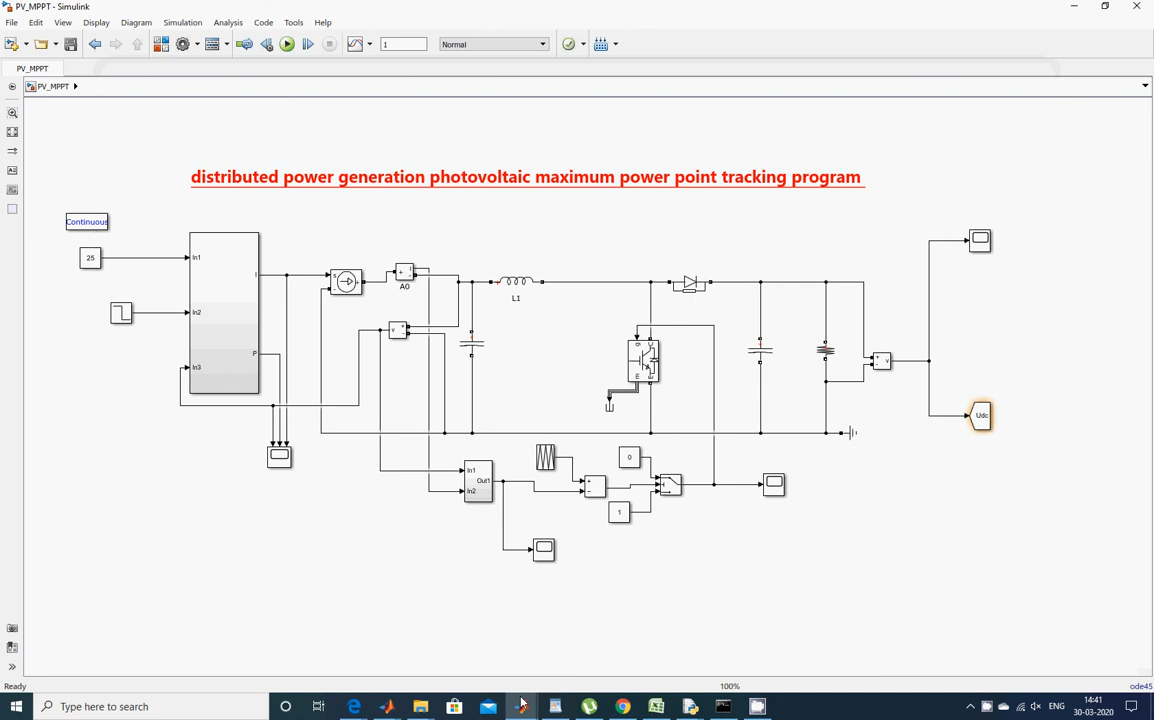 PV_MPPT - Simulink
File Edit View Display Diagram Simulation Analysis Code Tools Help
1 Normal
PV_MPPT
PV_MPPT
distributed power generation photovoltaic maximum power point tracking program
Continuous
25
In1
I
s
-
+
+
i
-
A0
L1
In2
v
+
-
g
C
m
E
+
-
v
P
In3
Udc
In1
Out1
In2
+
-
0
1
Ready 100% ode45
Type here to search
ENG
14:41
30-03-2020